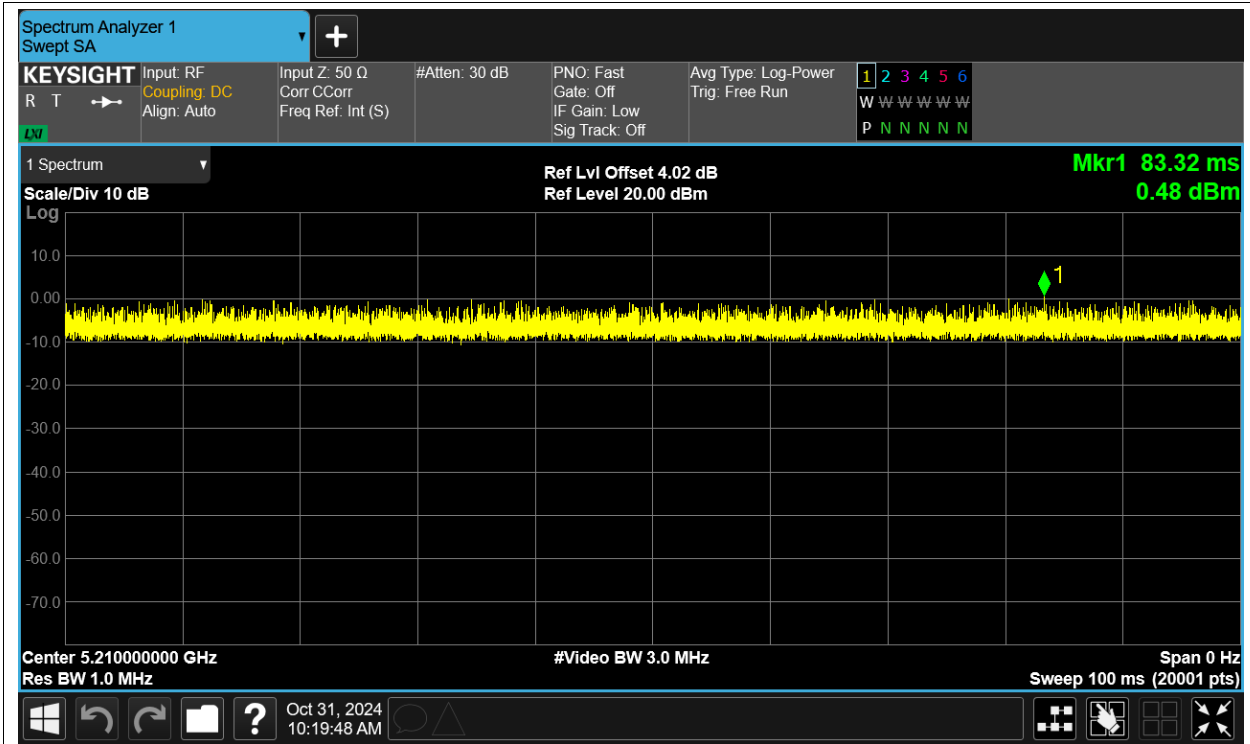 Spectrum Analyzer 1
Swept SA
KEYSIGHT
R T
LXI
Input: RF
Coupling: DC
Align: Auto
Input Z: 50 Ω
Corr CCorr
Freq Ref: Int (S)
#Atten: 30 dB
PNO: Fast
Gate: Off
IF Gain: Low
Sig Track: Off
Avg Type: Log-Power
Trig: Free Run
1 2 3 4 5 6
W W W W W W
P N N N N N
1 Spectrum
Scale/Div 10 dB
Ref Lvl Offset 4.02 dB
Ref Level 20.00 dBm
Mkr1 83.32 ms
0.48 dBm
Log
10.0
0.00
-10.0
-20.0
-30.0
-40.0
-50.0
-60.0
-70.0
1
Center 5.210000000 GHz
Res BW 1.0 MHz
#Video BW 3.0 MHz
Span 0 Hz
Sweep 100 ms (20001 pts)
?
Oct 31, 2024
10:19:48 AM